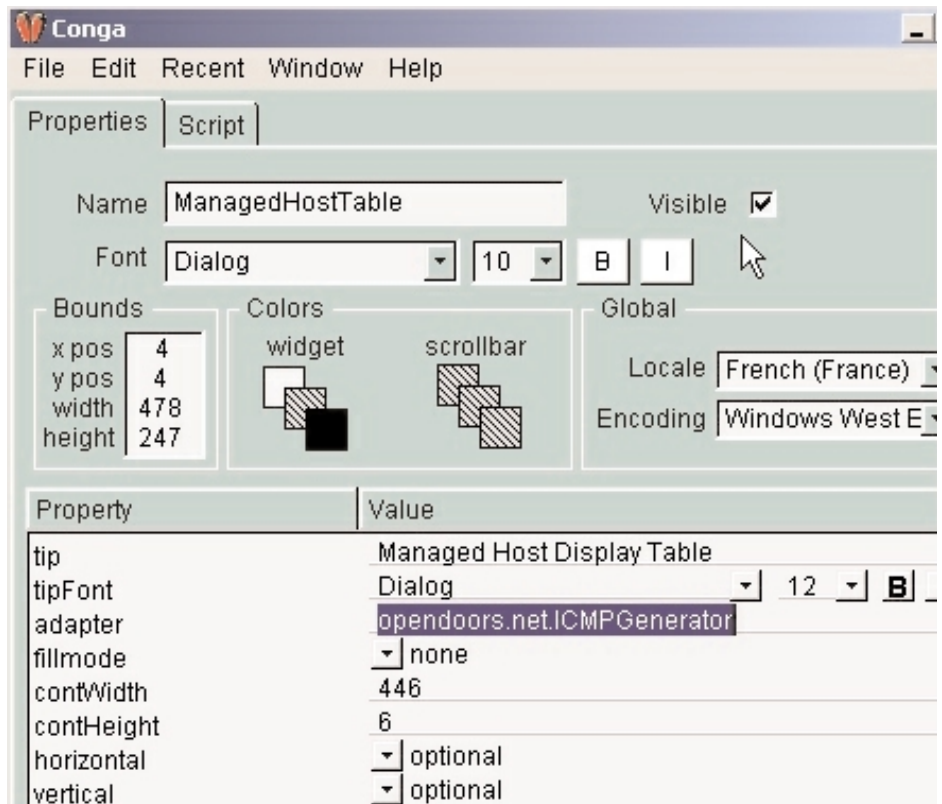 Conga
File Edit Recent Window Help
Properties Script
Name ManagedHostTable Visible
Font Dialog 10 B I
Bounds Colors Global
x pos 4
y pos 4
width 478
height 247
widget scrollbar
Locale French (France)
Encoding Windows West E
Property Value
tip Managed Host Display Table
tipFont Dialog 12 B
adapter opendoors.net.ICMPGenerator
fillmode none
contWidth 446
contHeight 6
horizontal optional
vertical optional